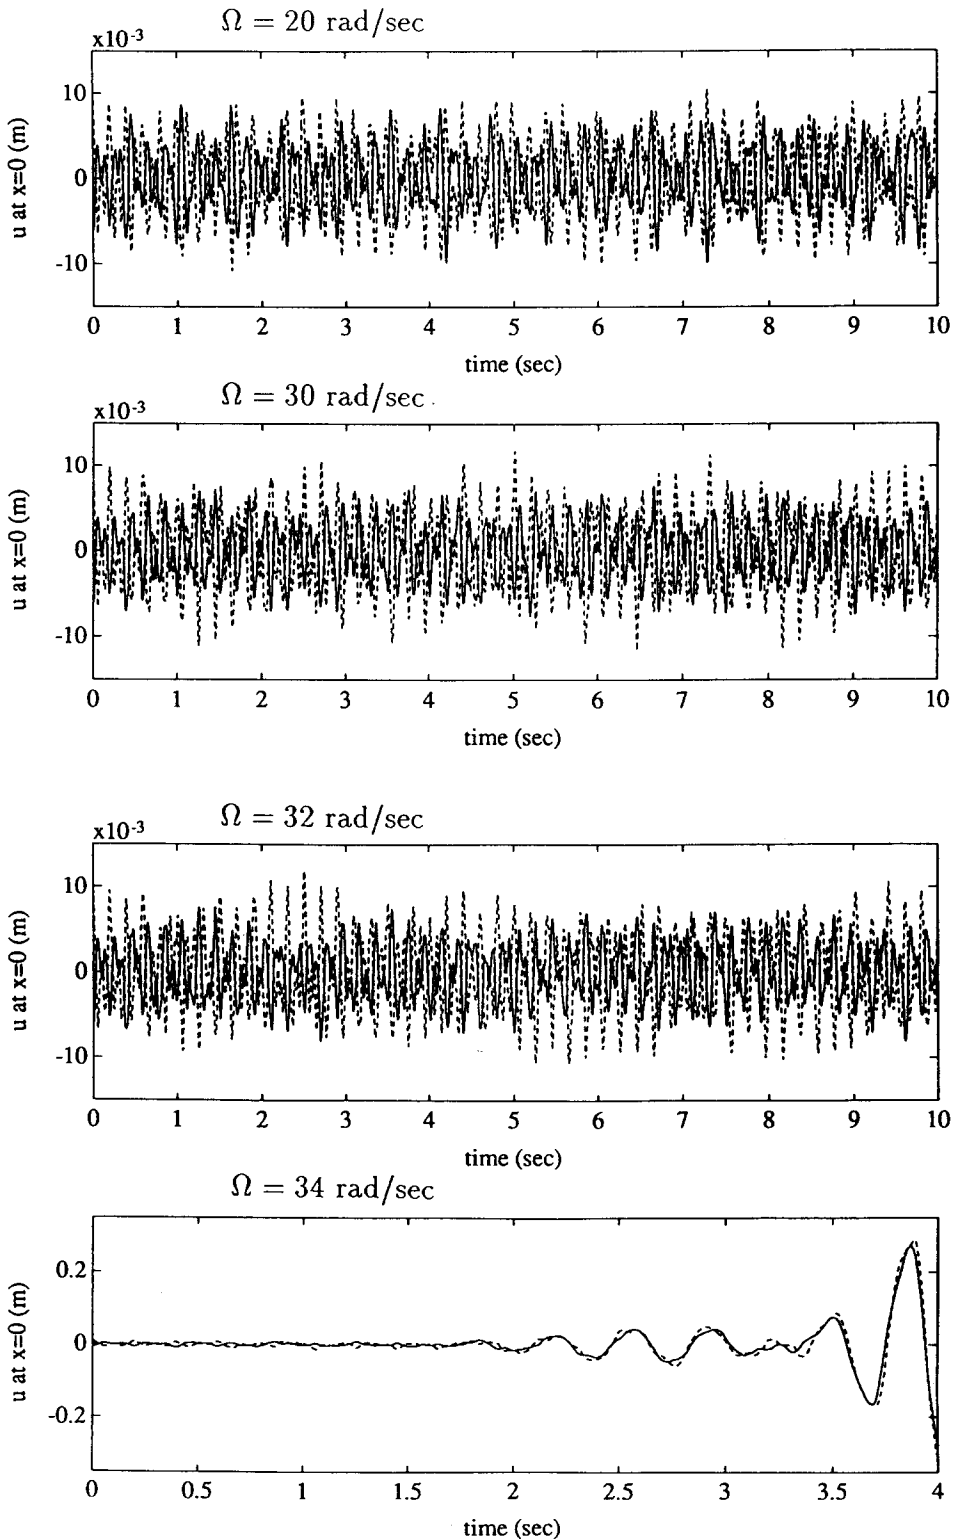 Ω = 20 rad/sec
x10-3
10
0
-10
u at x=0 (m)
0 1 2 3 4 5 6 7 8 9 10
time (sec)
Ω = 30 rad/sec
x10-3
10
0
-10
u at x=0 (m)
0 1 2 3 4 5 6 7 8 9 10
time (sec)
Ω = 32 rad/sec
x10-3
10
0
-10
u at x=0 (m)
0 1 2 3 4 5 6 7 8 9 10
time (sec)
Ω = 34 rad/sec
0.2
0
-0.2
u at x=0 (m)
0 0.5 1 1.5 2 2.5 3 3.5 4
time (sec)